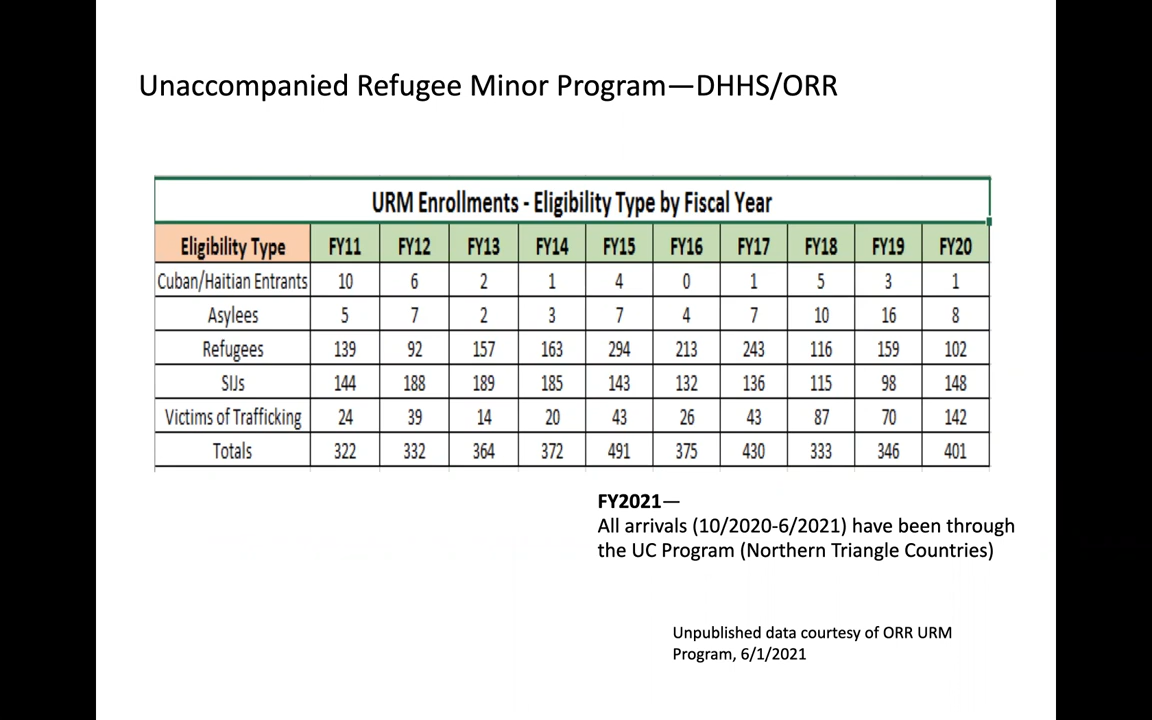 Unaccompanied Refugee Minor Program—DHHS/ORR
URM Enrollments - Eligibility Type by Fiscal Year
Eligibility Type FY11 FY12 FY13 FY14 FY15 FY16 FY17 FY18 FY19 FY20
Cuban/Haitian Entrants 10 6 2 1 4 0 1 5 3 1
Asylees 5 7 2 3 7 4 7 10 16 8
Refugees 139 92 157 163 294 213 243 116 159 102
SIJs 144 188 189 185 143 132 136 115 98 148
Victims of Trafficking 24 39 14 20 43 26 43 87 70 142
Totals 322 332 364 372 491 375 430 333 346 401
FY2021—
All arrivals (10/2020-6/2021) have been through
the UC Program (Northern Triangle Countries)
Unpublished data courtesy of ORR URM
Program, 6/1/2021